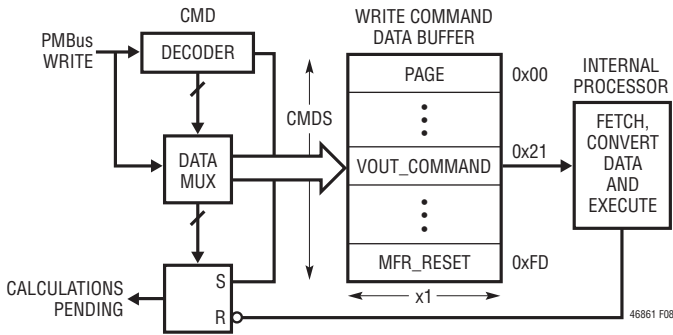 CMD
WRITE COMMAND
DATA BUFFER
PMBus
WRITE
DECODER
PAGE
0x00
INTERNAL
PROCESSOR
CMDS
FETCH,
CONVERT
DATA
AND
EXECUTE
DATA
MUX
VOUT_COMMAND
0x21
MFR_RESET
0xFD
S
R
CALCULATIONS
PENDING
x1
46861 F08